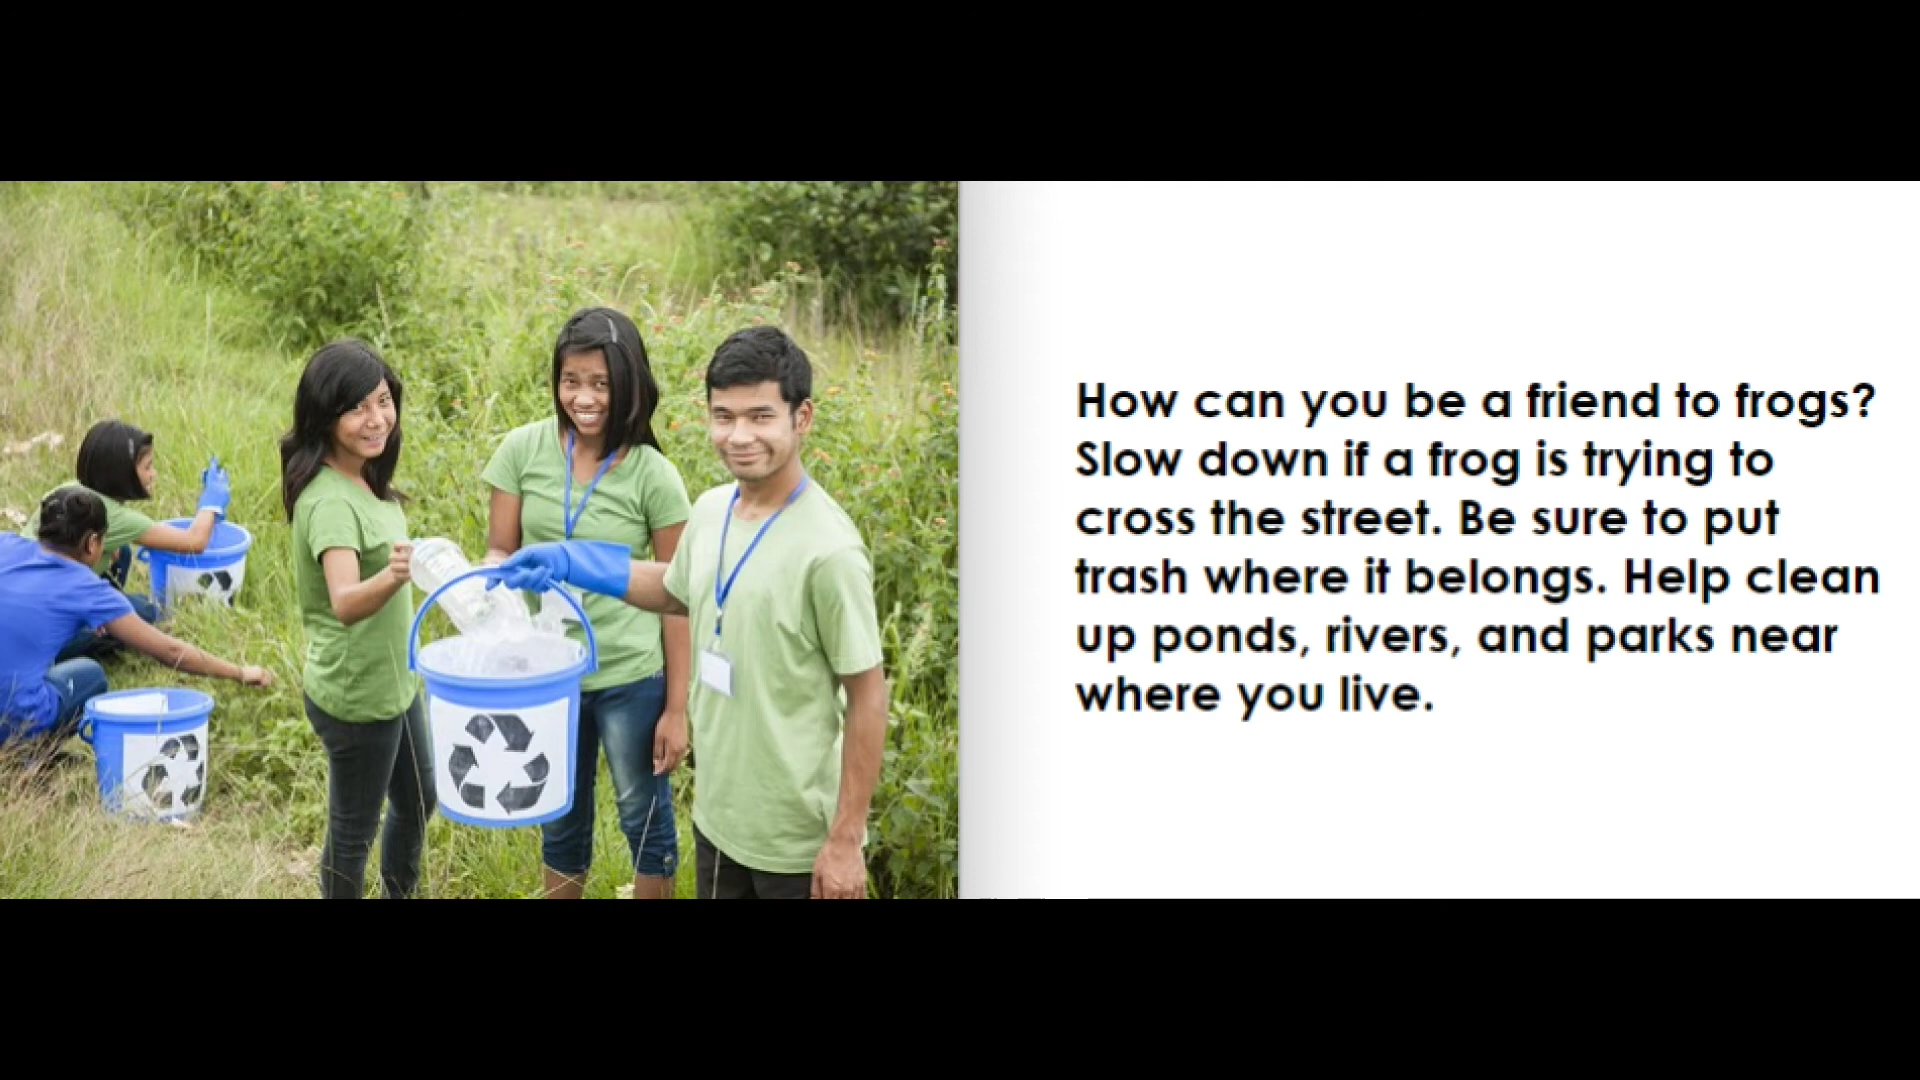 How can you be a friend to frogs?
Slow down if a frog is trying to
cross the street. Be sure to put
trash where it belongs. Help clean
up ponds, rivers, and parks near
where you live.